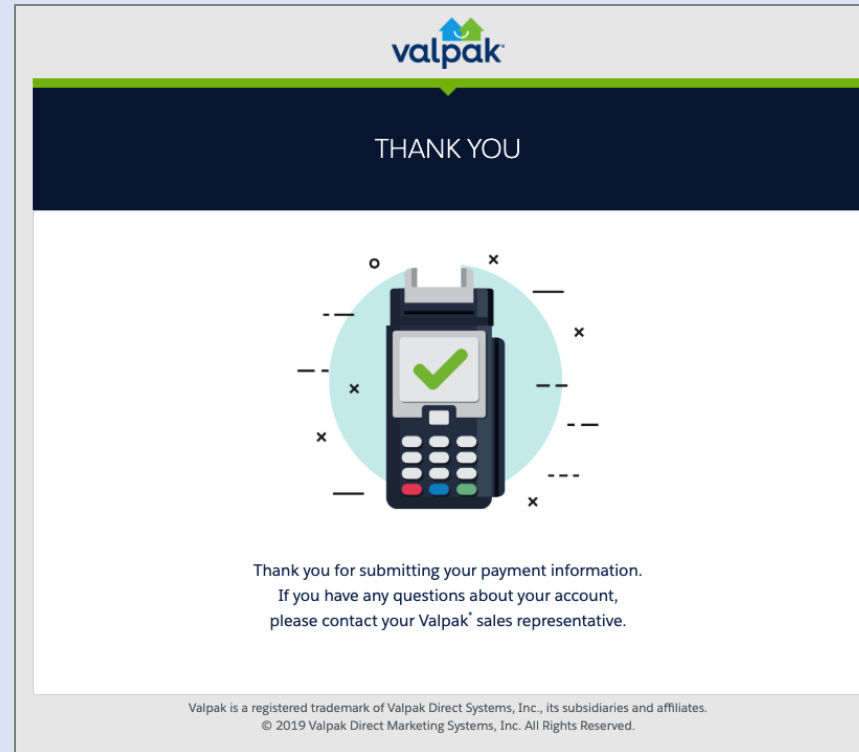 valpak
THANK YOU
Thank you for submitting your payment information.
If you have any questions about your account,
please contact your Valpak® sales representative.
Valpak is a registered trademark of Valpak Direct Systems, Inc., its subsidiaries and affiliates.
© 2019 Valpak Direct Marketing Systems, Inc. All Rights Reserved.